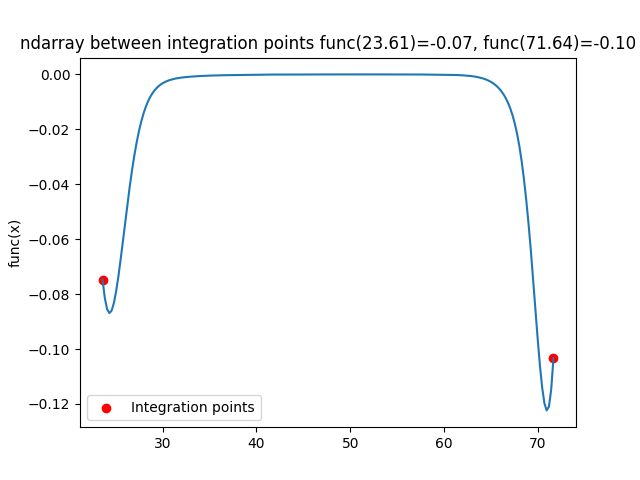 ndarray between integration points func(23.61)=-0.07, func(71.64)=-0.10
0.00
−0.02
−0.04
−0.06
−0.08
−0.10
−0.12
func(x)
Integration points
30 40 50 60 70